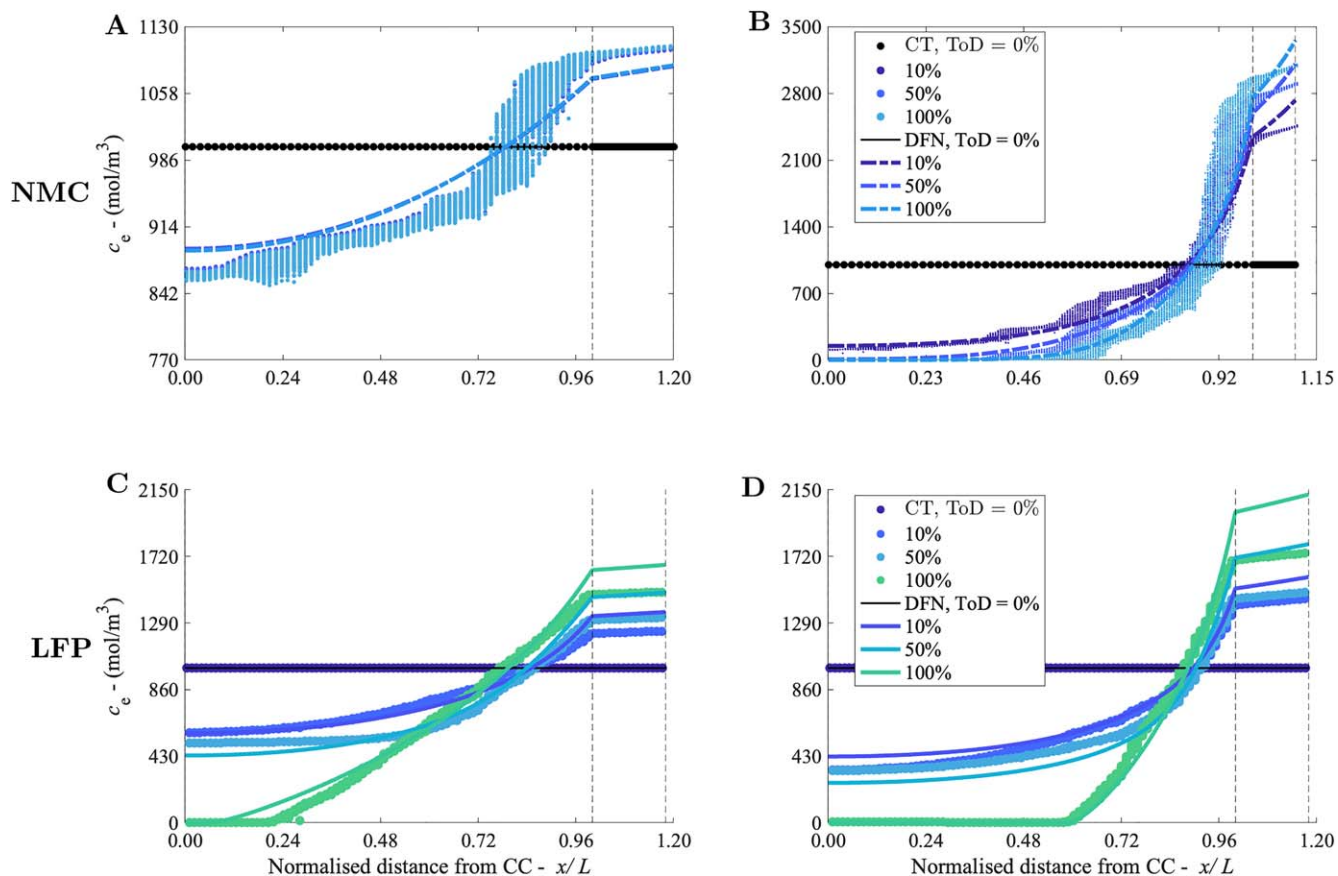 A
1130
1058
986
914
842
770
c_e - (mol/m³)
NMC
0.00 0.24 0.48 0.72 0.96 1.20
B
3500
2800
2100
1400
700
0
CT, ToD = 0%
10%
50%
100%
DFN, ToD = 0%
10%
50%
100%
0.00 0.23 0.46 0.69 0.92 1.15
C
2150
1720
1290
860
430
0
c_e - (mol/m³)
LFP
0.00 0.24 0.48 0.72 0.96 1.20
Normalised distance from CC - x/L
D
2150
1720
1290
860
430
0
CT, ToD = 0%
10%
50%
100%
DFN, ToD = 0%
10%
50%
100%
0.00 0.24 0.48 0.72 0.96 1.20
Normalised distance from CC - x/L